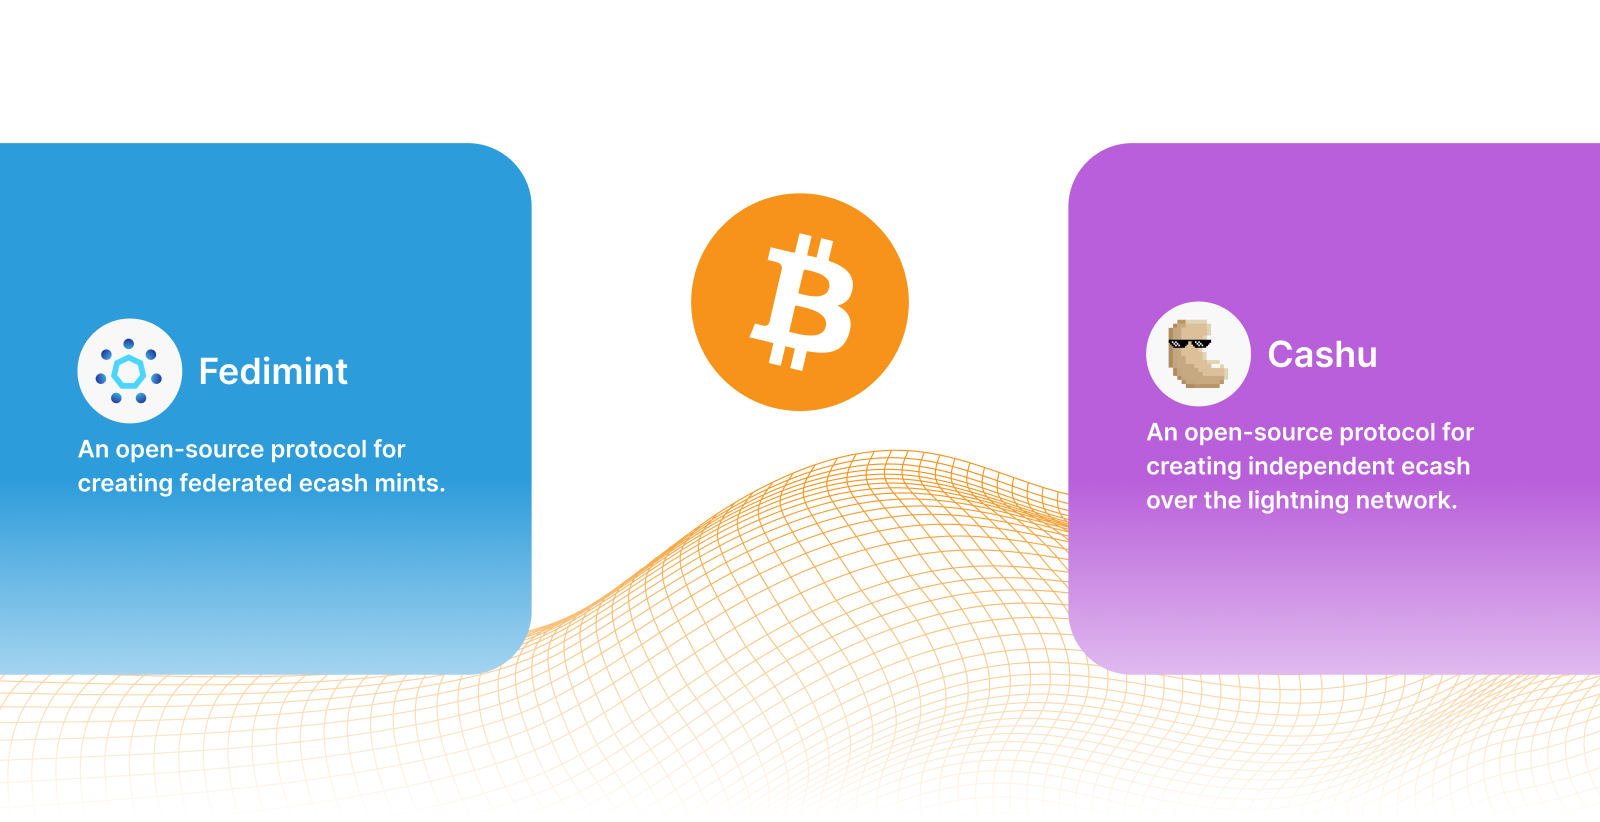 Fedimint
An open-source protocol for
creating federated ecash mints.
Cashu
An open-source protocol for
creating independent ecash
over the lightning network.